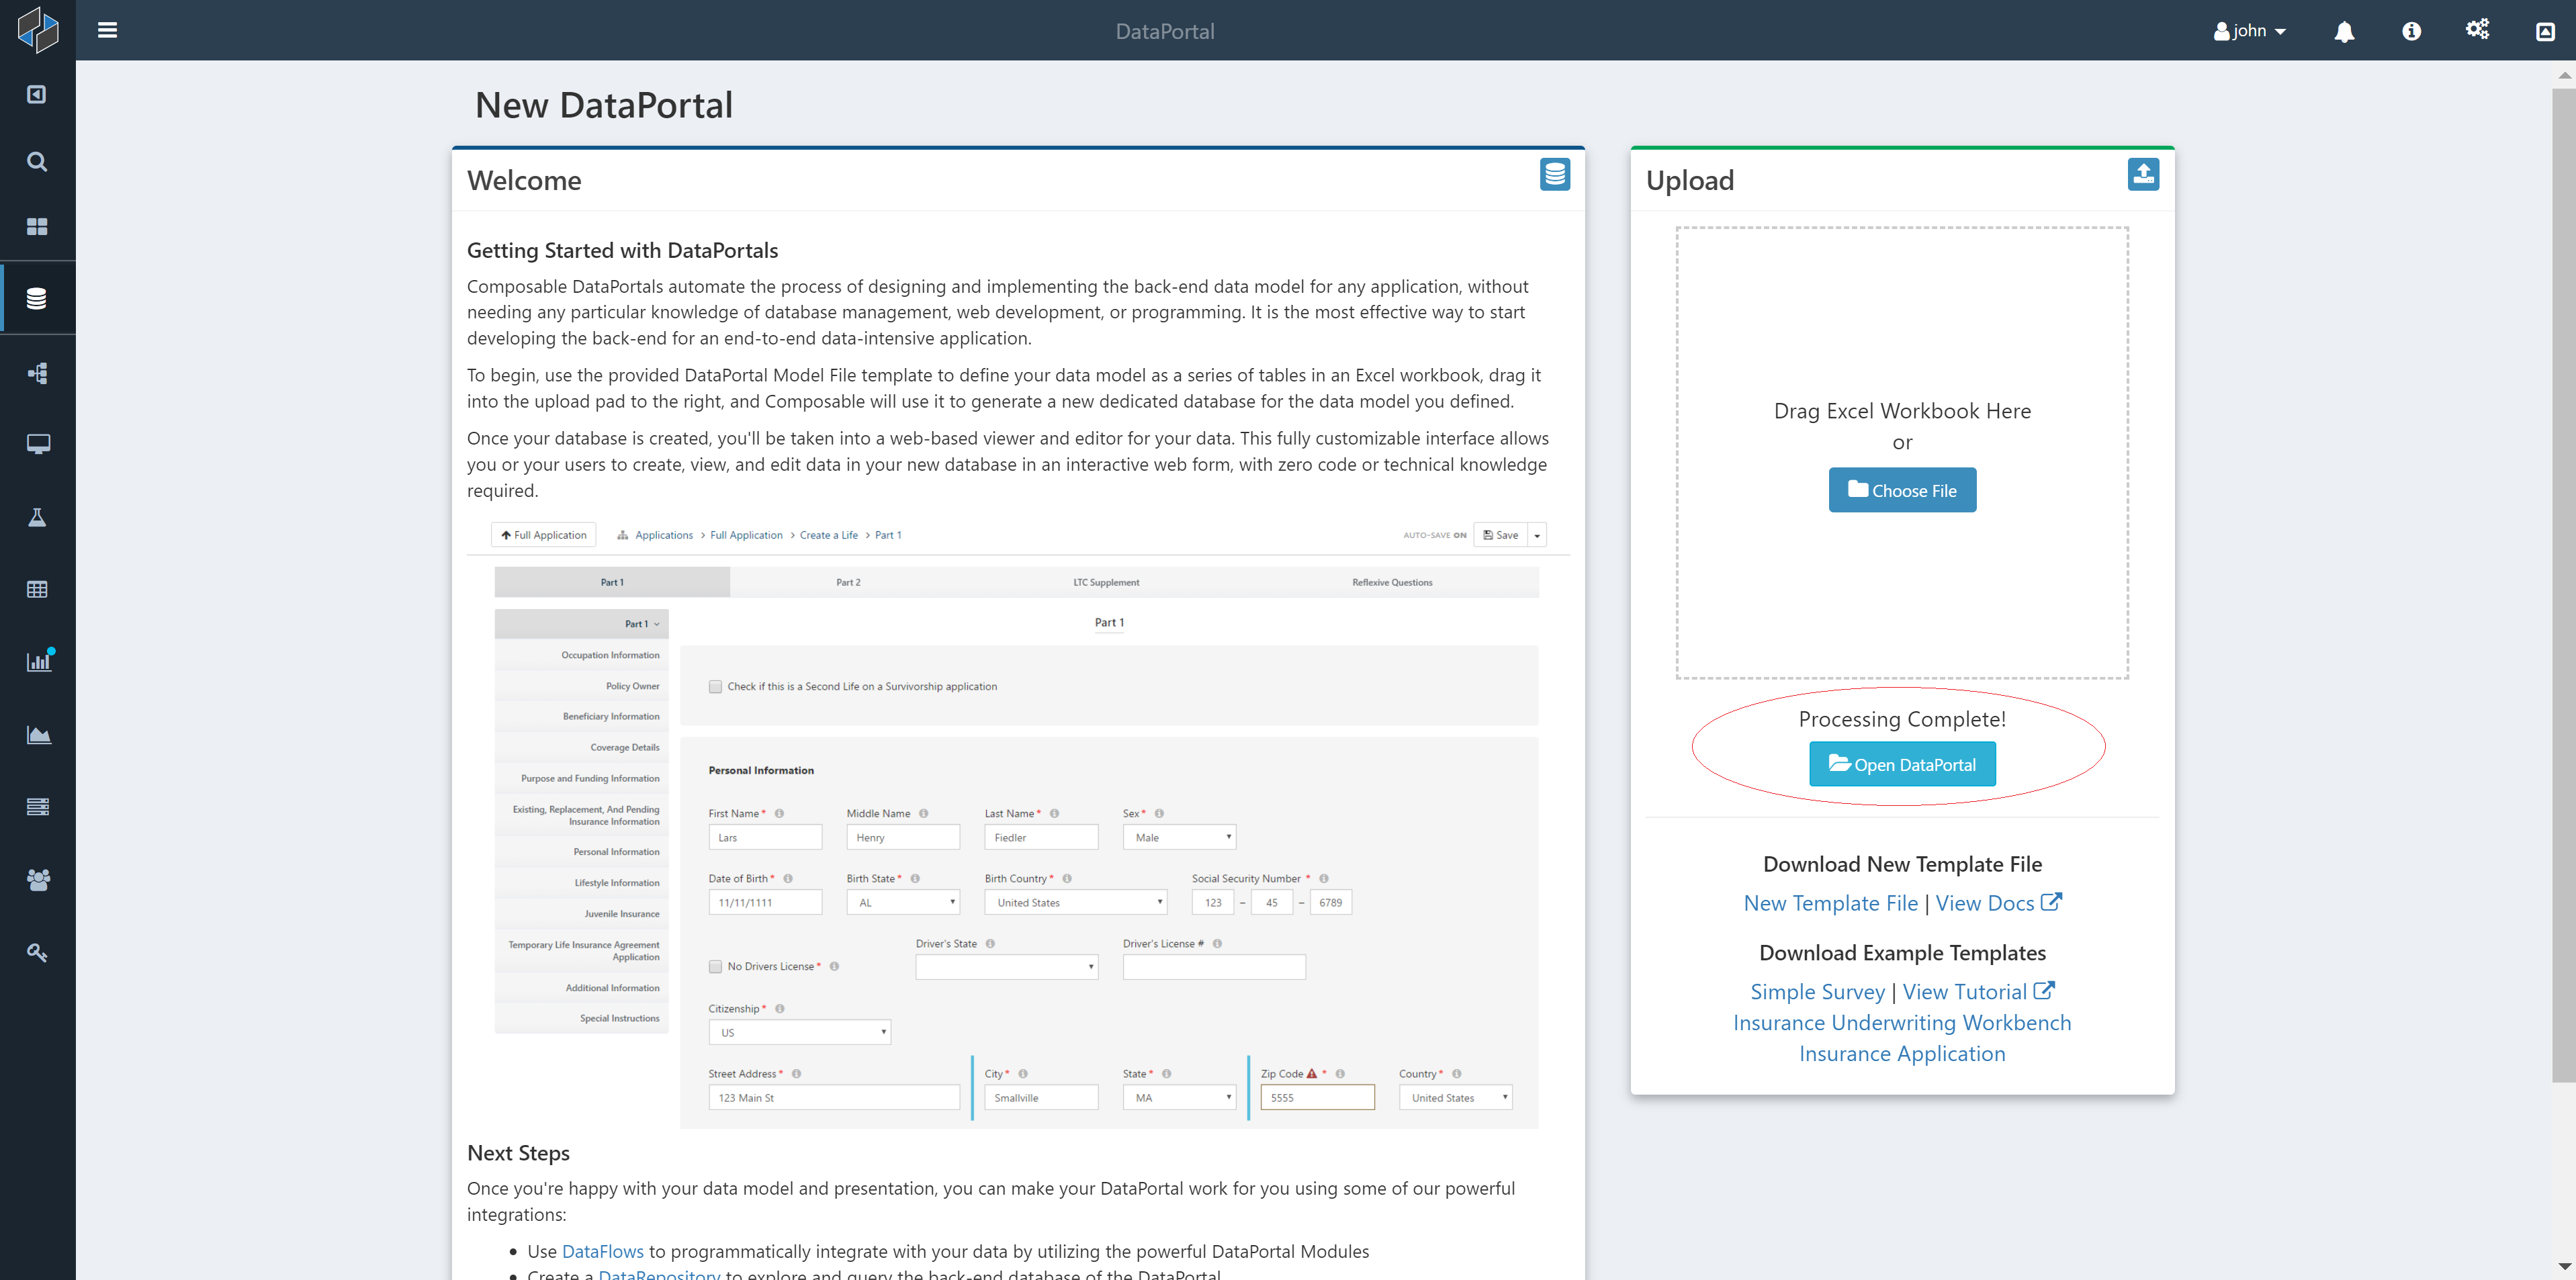 DataPortal
john
New DataPortal
Welcome
Getting Started with DataPortals
Composable DataPortals automate the process of designing and implementing the back-end data model for any application, without
needing any particular knowledge of database management, web development, or programming. It is the most effective way to start
developing the back-end for an end-to-end data-intensive application.
To begin, use the provided DataPortal Model File template to define your data model as a series of tables in an Excel workbook, drag it
into the upload pad to the right, and Composable will use it to generate a new dedicated database for the data model you defined.
Once your database is created, you'll be taken into a web-based viewer and editor for your data. This fully customizable interface allows
you or your users to create, view, and edit data in your new database in an interactive web form, with zero code or technical knowledge
required.
Full Application Applications > Full Application > Create a Life > Part 1 AUTO-SAVE ON Save
Part 1 Part 2 LTC Supplement Reflexive Questions
Part 1
Occupation Information
Policy Owner
Beneficiary Information
Coverage Details
Purpose and Funding Information
Existing, Replacement, And Pending
Insurance Information
Personal Information
Lifestyle Information
Juvenile Insurance
Temporary Life Insurance Agreement
Application
Additional Information
Special Instructions
Part 1
Check if this is a Second Life on a Survivorship application
Personal Information
First Name * Middle Name Last Name * Sex *
Lars Henry Fiedler Male
Date of Birth * Birth State * Birth Country * Social Security Number *
11/11/1111 AL United States 123 – 45 – 6789
Driver's State Driver's License #
No Drivers License *
Citizenship *
US
Street Address * City * State * Zip Code * Country *
123 Main St Smallville MA 5555 United States
Next Steps
Once you're happy with your data model and presentation, you can make your DataPortal work for you using some of our powerful
integrations:
• Use DataFlows to programmatically integrate with your data by utilizing the powerful DataPortal Modules
• Create a DataRepository to explore and query the back-end database of the DataPortal
Upload
Drag Excel Workbook Here
or
Choose File
Processing Complete!
Open DataPortal
Download New Template File
New Template File | View Docs
Download Example Templates
Simple Survey | View Tutorial
Insurance Underwriting Workbench
Insurance Application